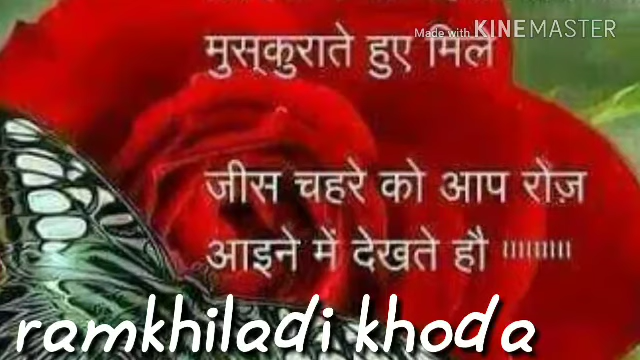 Made with KINEMASTER
मुस्कुराते हुए मिले
जीस चहरे को आप रोज़
आइने में देखते हौ !!!!!!!!!
ramkhiladi khoda